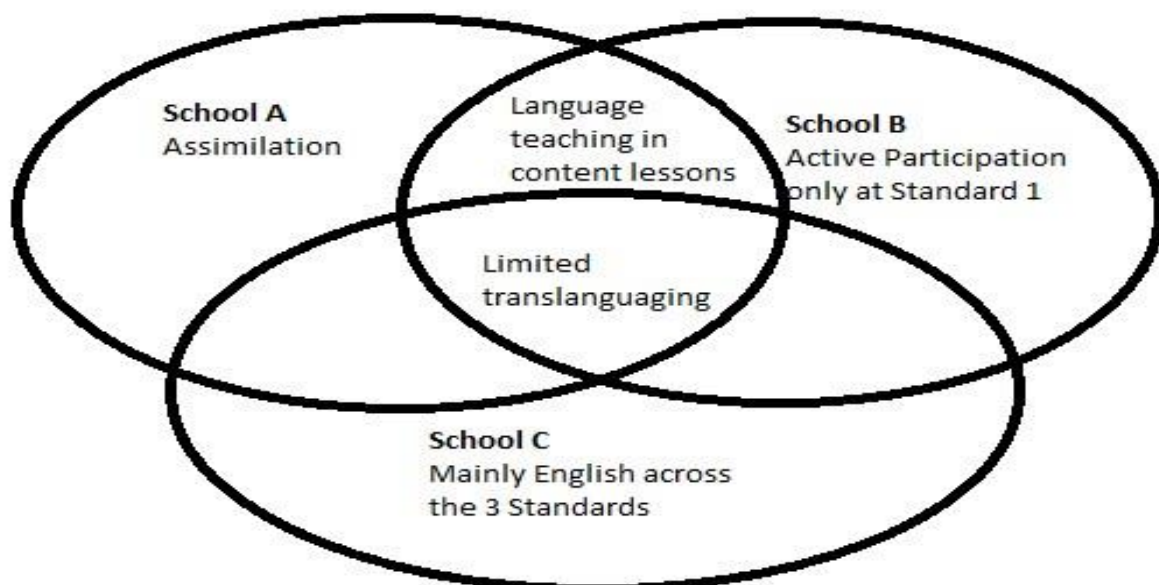 School A
Assimilation
Language
teaching in
content lessons
School B
Active Participation
only at Standard 1
Limited
translanguaging
School C
Mainly English across
the 3 Standards